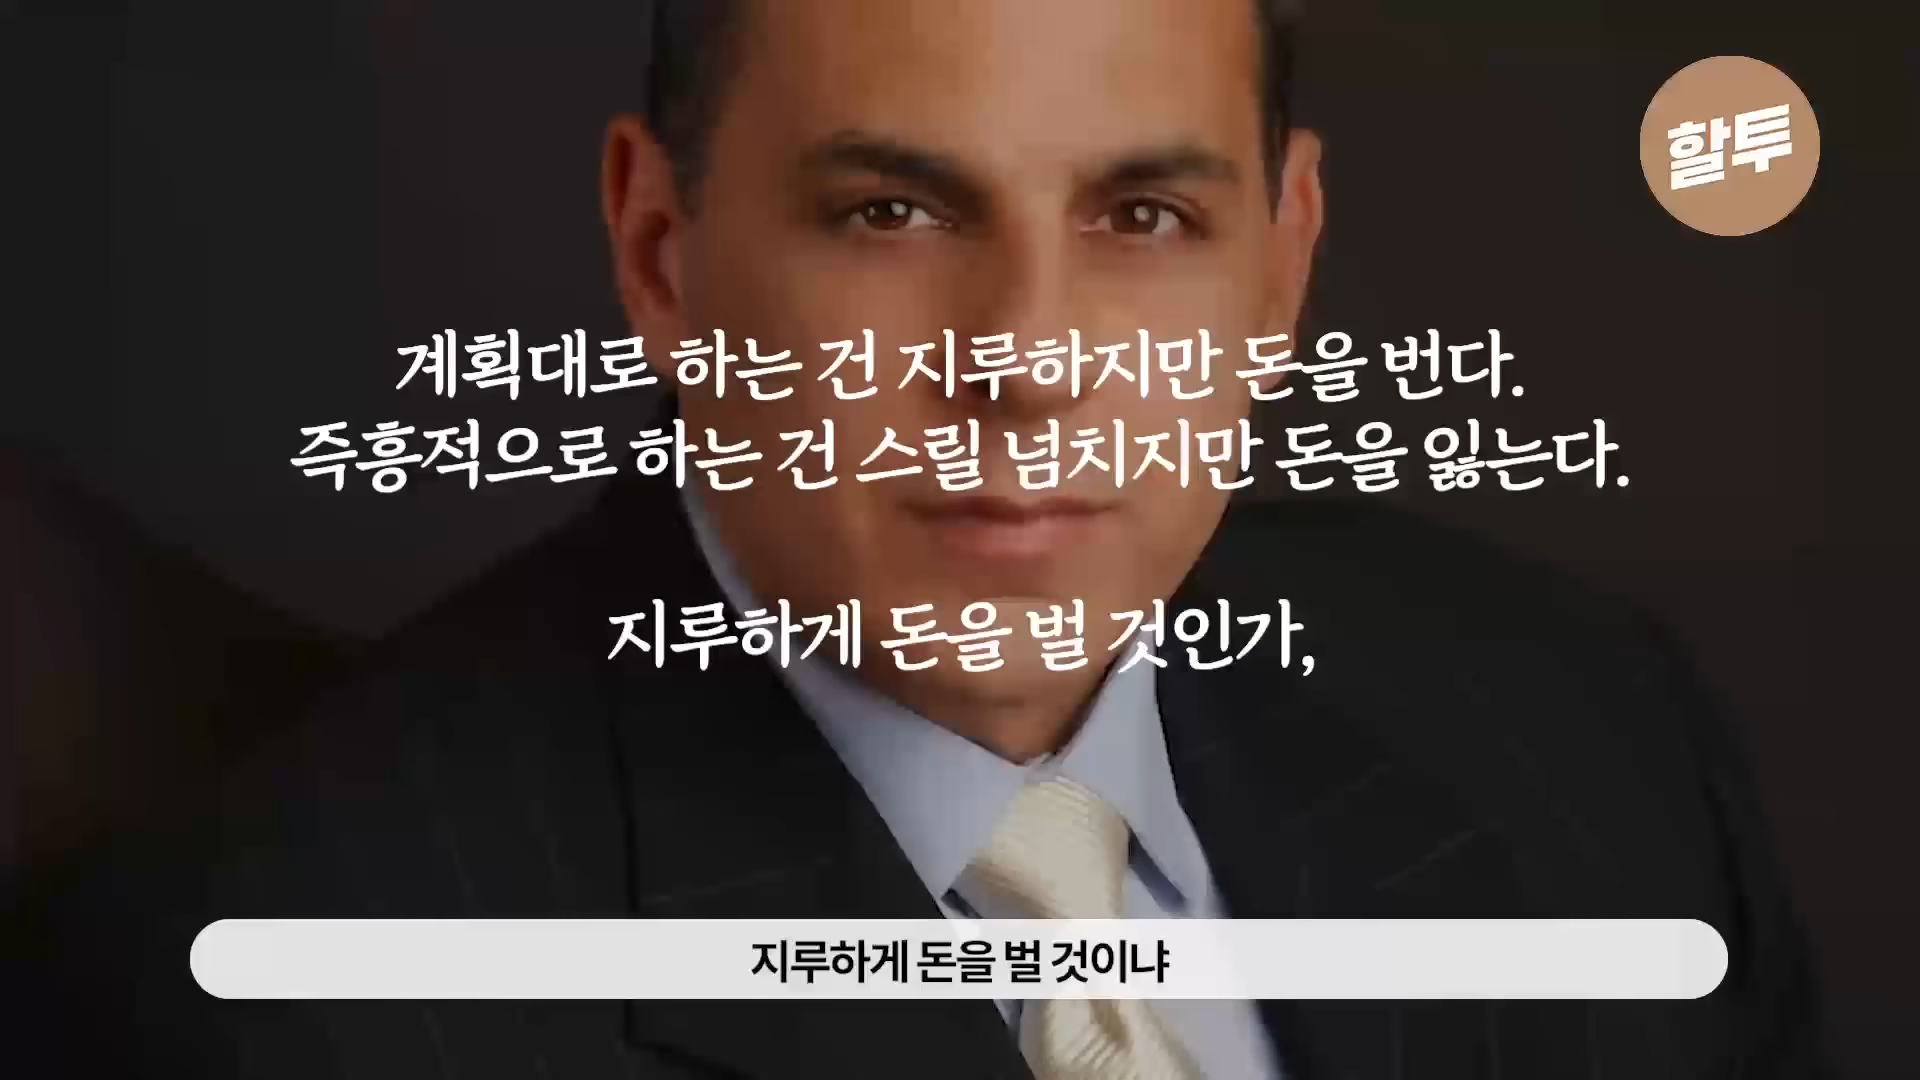 할투
계획대로 하는 건 지루하지만 돈을 번다.
즉흥적으로 하는 건 스릴 넘치지만 돈을 잃는다.
지루하게 돈을 벌 것인가,
지루하게 돈을 벌 것이냐